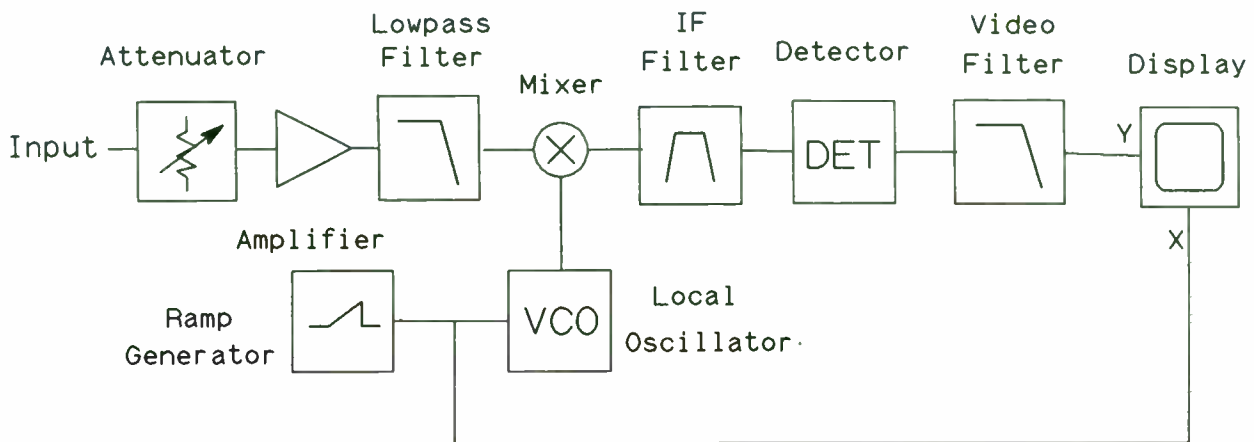 Attenuator
Lowpass
Filter
Mixer
IF
Filter
Detector
Video
Filter
Display
Input
DET
Y
X
Amplifier
Ramp
Generator
VCO
Local
Oscillator